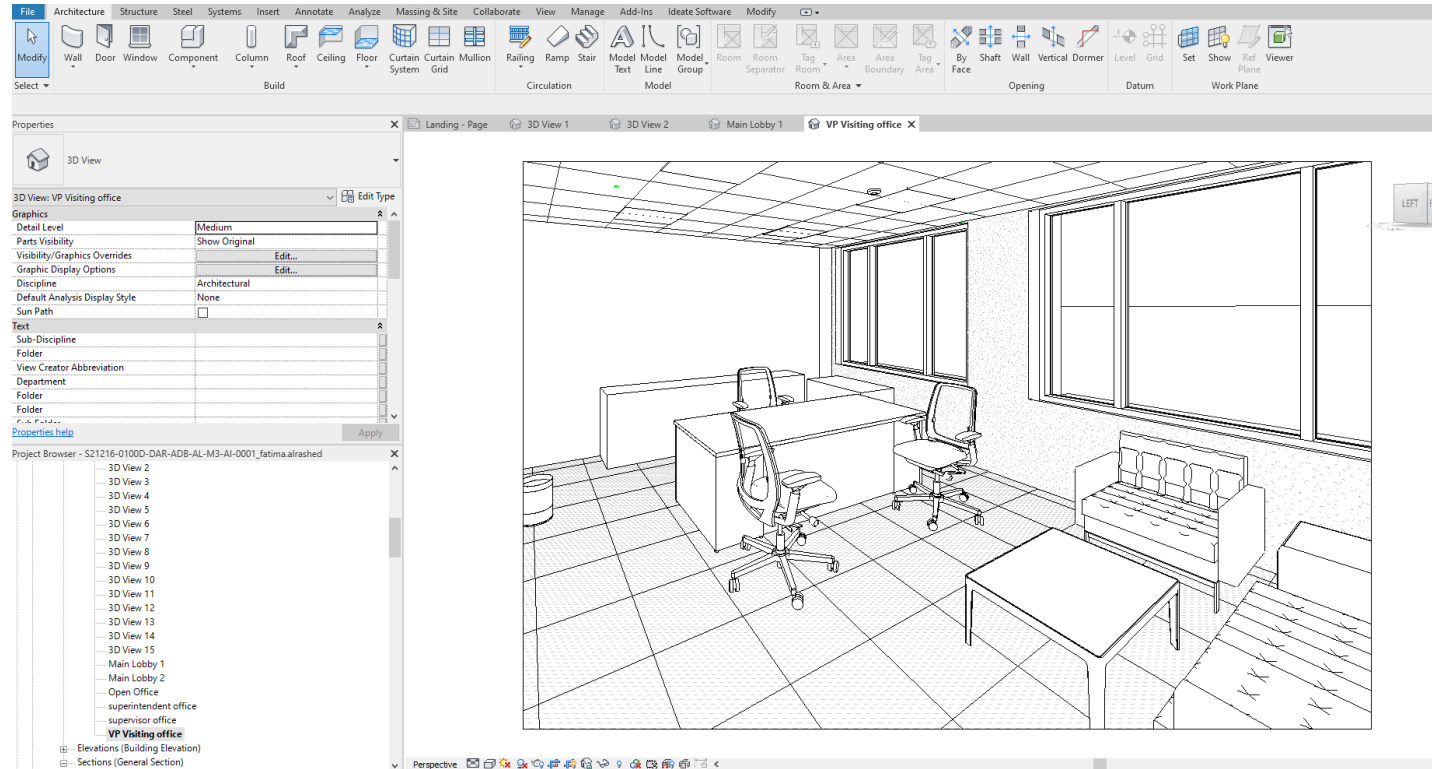 File Architecture Structure Steel Systems Insert Annotate Analyze Massing & Site Collaborate View Manage Add-Ins Ideate Software Modify
Modify Wall Door Window Component Column Roof Ceiling Floor Curtain System Curtain Grid Mullion Railing Ramp Stair Model Text Model Line Model Group Room Room Separator Tag Room Area Area Boundary Tag Area By Face Shaft Wall Vertical Dormer Level Grid Set Show Ref Plane Viewer
Select Build Circulation Model Room & Area Opening Datum Work Plane
Properties
Landing - Page 3D View 1 3D View 2 Main Lobby 1 VP Visiting office
3D View
3D View: VP Visiting office Edit Type
Graphics
Detail Level Medium
Parts Visibility Show Original
Visibility/Graphics Overrides Edit...
Graphic Display Options Edit...
Discipline Architectural
Default Analysis Display Style None
Sun Path
Text
Sub-Discipline
Folder
View Creator Abbreviation
Department
Folder
Folder
Properties help Apply
Project Browser - S21216-0100D-DAR-ADB-AL-M3-AI-0001_fatima.alrashed
3D View 2
3D View 3
3D View 4
3D View 5
3D View 6
3D View 7
3D View 8
3D View 9
3D View 10
3D View 11
3D View 12
3D View 13
3D View 14
3D View 15
Main Lobby 1
Main Lobby 2
Open Office
superintendent office
supervisor office
VP Visiting office
Elevations (Building Elevation)
Sections (General Section)
LEFT
Perspective